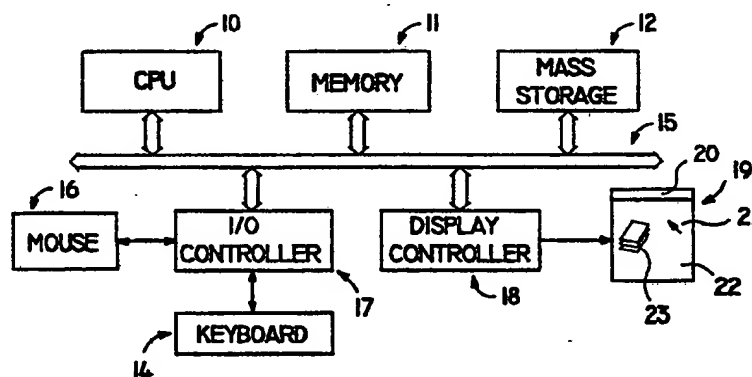 10
11
12
CPU
MEMORY
MASS
STORAGE
15
20
19
16
MOUSE
I/O
CONTROLLER
DISPLAY
CONTROLLER
2
22
17
18
23
KEYBOARD
14